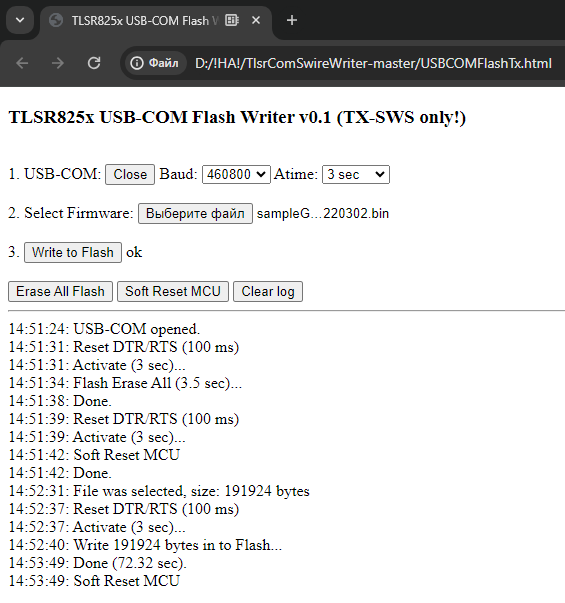 TLSR825x USB-COM Flash W
Файл D:/!HA!/TlsrComSwireWriter-master/USBCOMFlashTx.html
TLSR825x USB-COM Flash Writer v0.1 (TX-SWS only!)
1. USB-COM: Close Baud: 460800 Atime: 3 sec
2. Select Firmware: Выберите файл sampleG...220302.bin
3. Write to Flash ok
Erase All Flash Soft Reset MCU Clear log
14:51:24: USB-COM opened.
14:51:31: Reset DTR/RTS (100 ms)
14:51:31: Activate (3 sec)...
14:51:34: Flash Erase All (3.5 sec)...
14:51:38: Done.
14:51:39: Reset DTR/RTS (100 ms)
14:51:39: Activate (3 sec)...
14:51:42: Soft Reset MCU
14:51:42: Done.
14:52:31: File was selected, size: 191924 bytes
14:52:37: Reset DTR/RTS (100 ms)
14:52:37: Activate (3 sec)...
14:52:40: Write 191924 bytes in to Flash...
14:53:49: Done (72.32 sec).
14:53:49: Soft Reset MCU